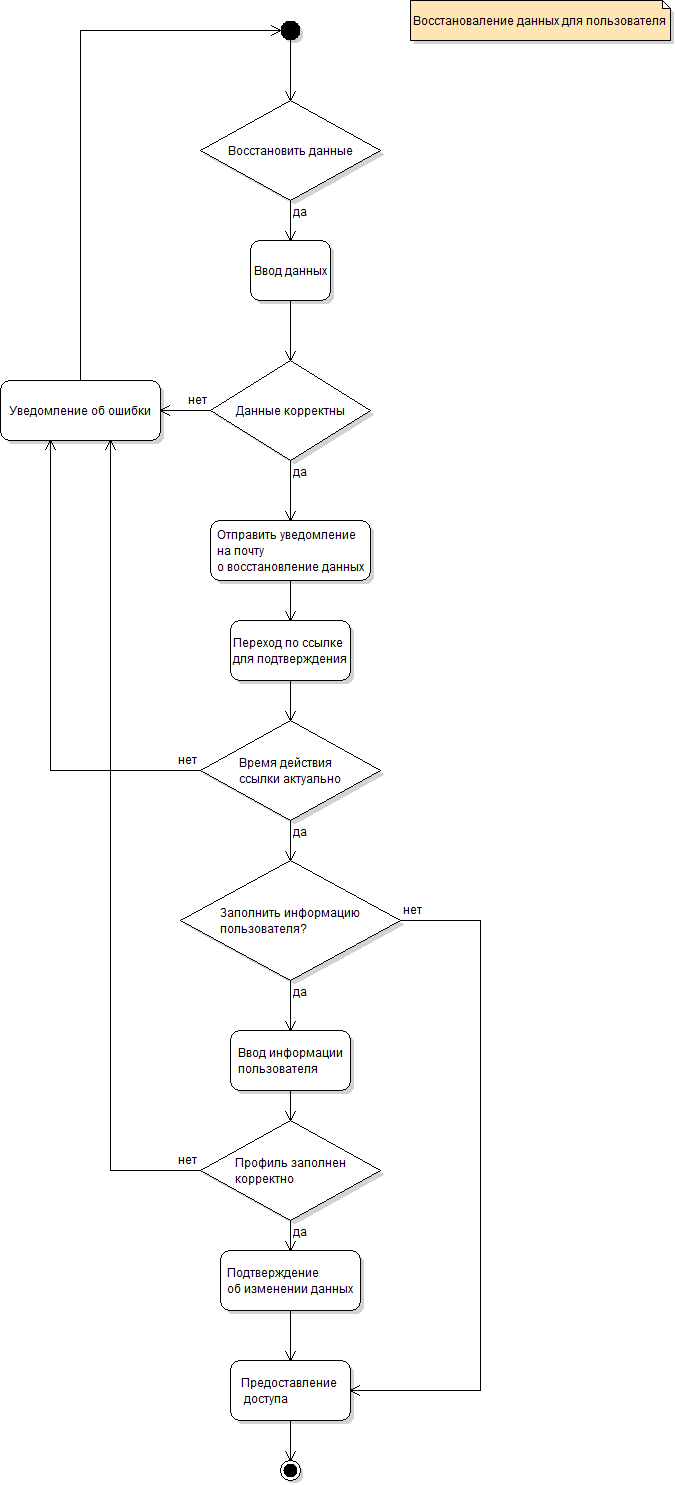 Восстановаление данных для пользователя
Восстановить данные
да
Ввод данных
Данные корректны
нет
Уведомление об ошибки
да
Отправить уведомление
на почту
о восстановление данных
Переход по ссылке
для подтверждения
нет
Время действия
ссылки актуально
да
Заполнить информацию
пользователя?
нет
да
Ввод информации
пользователя
нет
Профиль заполнен
корректно
да
Подтверждение
об изменении данных
Предоставление
доступа